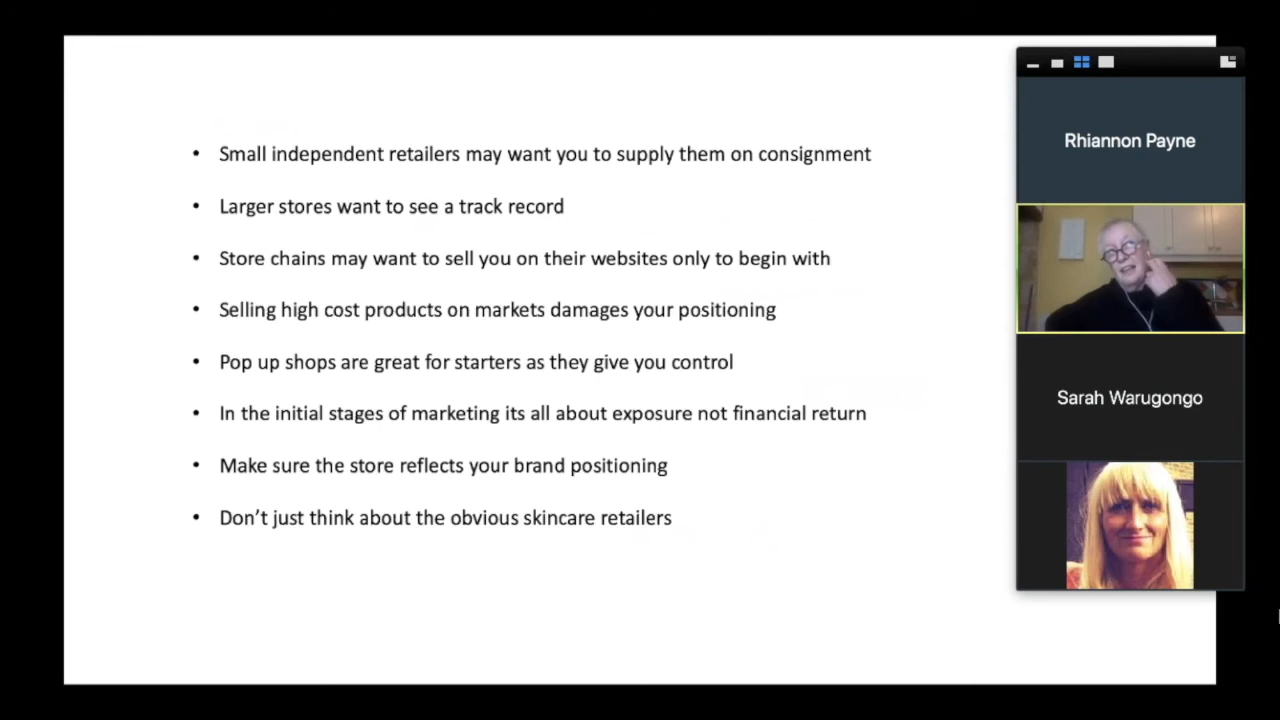 • Small independent retailers may want you to supply them on consignment
• Larger stores want to see a track record
• Store chains may want to sell you on their websites only to begin with
• Selling high cost products on markets damages your positioning
• Pop up shops are great for starters as they give you control
• In the initial stages of marketing its all about exposure not financial return
• Make sure the store reflects your brand positioning
• Don’t just think about the obvious skincare retailers
Rhiannon Payne
Sarah Warugongo